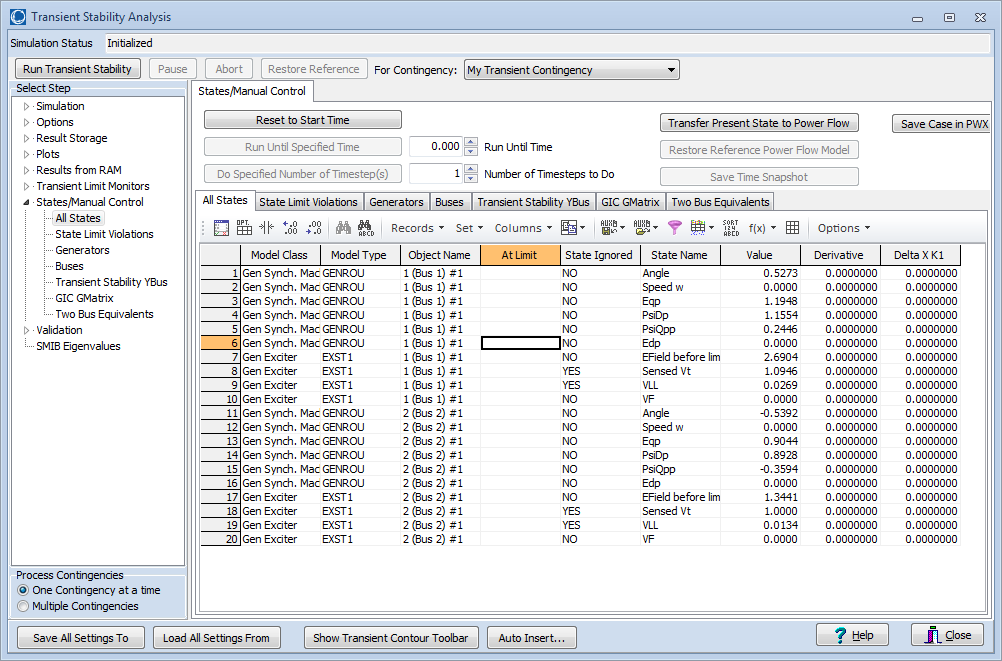 Transient Stability Analysis
Simulation Status Initialized
Run Transient Stability Pause Abort Restore Reference For Contingency: My Transient Contingency
Select Step
Simulation
Options
Result Storage
Plots
Results from RAM
Transient Limit Monitors
States/Manual Control
All States
State Limit Violations
Generators
Buses
Transient Stability YBus
GIC GMatrix
Two Bus Equivalents
Validation
SMIB Eigenvalues
Process Contingencies
One Contingency at a time
Multiple Contingencies
States/Manual Control
Reset to Start Time Transfer Present State to Power Flow Save Case in PWX
Run Until Specified Time 0.000 Run Until Time Restore Reference Power Flow Model
Do Specified Number of Timestep(s) 1 Number of Timesteps to Do Save Time Snapshot
All States State Limit Violations Generators Buses Transient Stability YBus GIC GMatrix Two Bus Equivalents
Records Set Columns f(x) Options
Model Class Model Type Object Name At Limit State Ignored State Name Value Derivative Delta X K1
1 Gen Synch. Mac GENROU 1 (Bus 1) #1 NO Angle 0.5273 0.0000000 0.0000000
2 Gen Synch. Mac GENROU 1 (Bus 1) #1 NO Speed w 0.0000 0.0000000 0.0000000
3 Gen Synch. Mac GENROU 1 (Bus 1) #1 NO Eqp 1.1948 0.0000000 0.0000000
4 Gen Synch. Mac GENROU 1 (Bus 1) #1 NO PsiDp 1.1554 0.0000000 0.0000000
5 Gen Synch. Mac GENROU 1 (Bus 1) #1 NO PsiQpp 0.2446 0.0000000 0.0000000
6 Gen Synch. Mac GENROU 1 (Bus 1) #1 NO Edp 0.0000 0.0000000 0.0000000
7 Gen Exciter EXST1 1 (Bus 1) #1 NO EField before lim 2.6904 0.0000000 0.0000000
8 Gen Exciter EXST1 1 (Bus 1) #1 YES Sensed Vt 1.0946 0.0000000 0.0000000
9 Gen Exciter EXST1 1 (Bus 1) #1 YES VLL 0.0269 0.0000000 0.0000000
10 Gen Exciter EXST1 1 (Bus 1) #1 NO VF 0.0000 0.0000000 0.0000000
11 Gen Synch. Mac GENROU 2 (Bus 2) #1 NO Angle -0.5392 0.0000000 0.0000000
12 Gen Synch. Mac GENROU 2 (Bus 2) #1 NO Speed w 0.0000 0.0000000 0.0000000
13 Gen Synch. Mac GENROU 2 (Bus 2) #1 NO Eqp 0.9044 0.0000000 0.0000000
14 Gen Synch. Mac GENROU 2 (Bus 2) #1 NO PsiDp 0.8928 0.0000000 0.0000000
15 Gen Synch. Mac GENROU 2 (Bus 2) #1 NO PsiQpp -0.3594 0.0000000 0.0000000
16 Gen Synch. Mac GENROU 2 (Bus 2) #1 NO Edp 0.0000 0.0000000 0.0000000
17 Gen Exciter EXST1 2 (Bus 2) #1 NO EField before lim 1.3441 0.0000000 0.0000000
18 Gen Exciter EXST1 2 (Bus 2) #1 YES Sensed Vt 1.0000 0.0000000 0.0000000
19 Gen Exciter EXST1 2 (Bus 2) #1 YES VLL 0.0134 0.0000000 0.0000000
20 Gen Exciter EXST1 2 (Bus 2) #1 NO VF 0.0000 0.0000000 0.0000000
Save All Settings To Load All Settings From Show Transient Contour Toolbar Auto Insert... Help Close